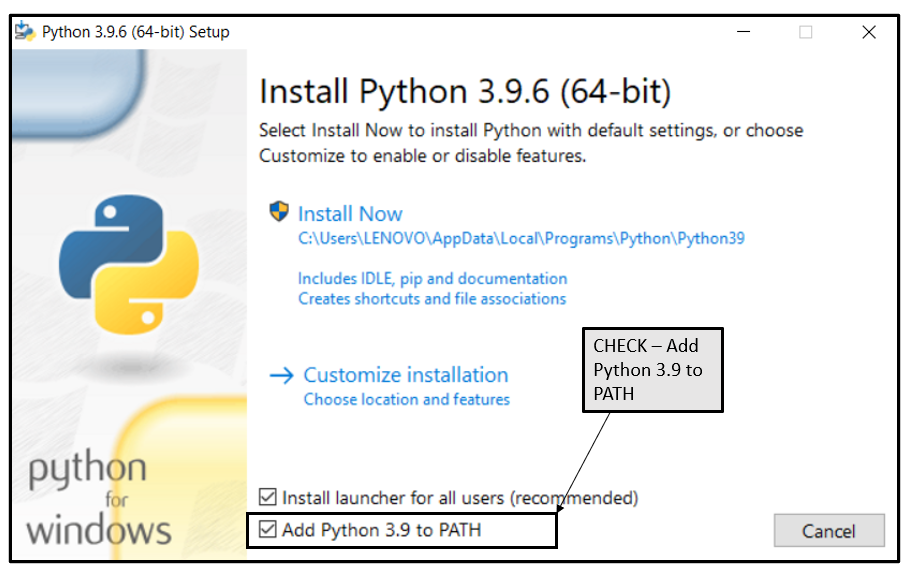 Python 3.9.6 (64-bit) Setup
Install Python 3.9.6 (64-bit)
Select Install Now to install Python with default settings, or choose
Customize to enable or disable features.
Install Now
C:\Users\LENOVO\AppData\Local\Programs\Python\Python39
Includes IDLE, pip and documentation
Creates shortcuts and file associations
CHECK – Add
Python 3.9 to
PATH
Customize installation
Choose location and features
python
for
windows
Install launcher for all users (recommended)
Add Python 3.9 to PATH
Cancel